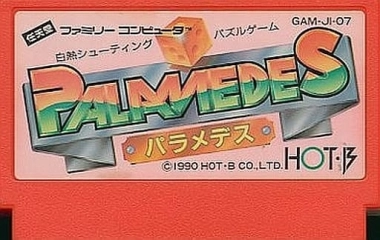 任天堂 ファミリー コンピュータ™ GAM-JI-07
白熱シューティング パズルゲーム
PALAMEDES
パラメデス
©1990 HOT・B CO., LTD. HOT・B